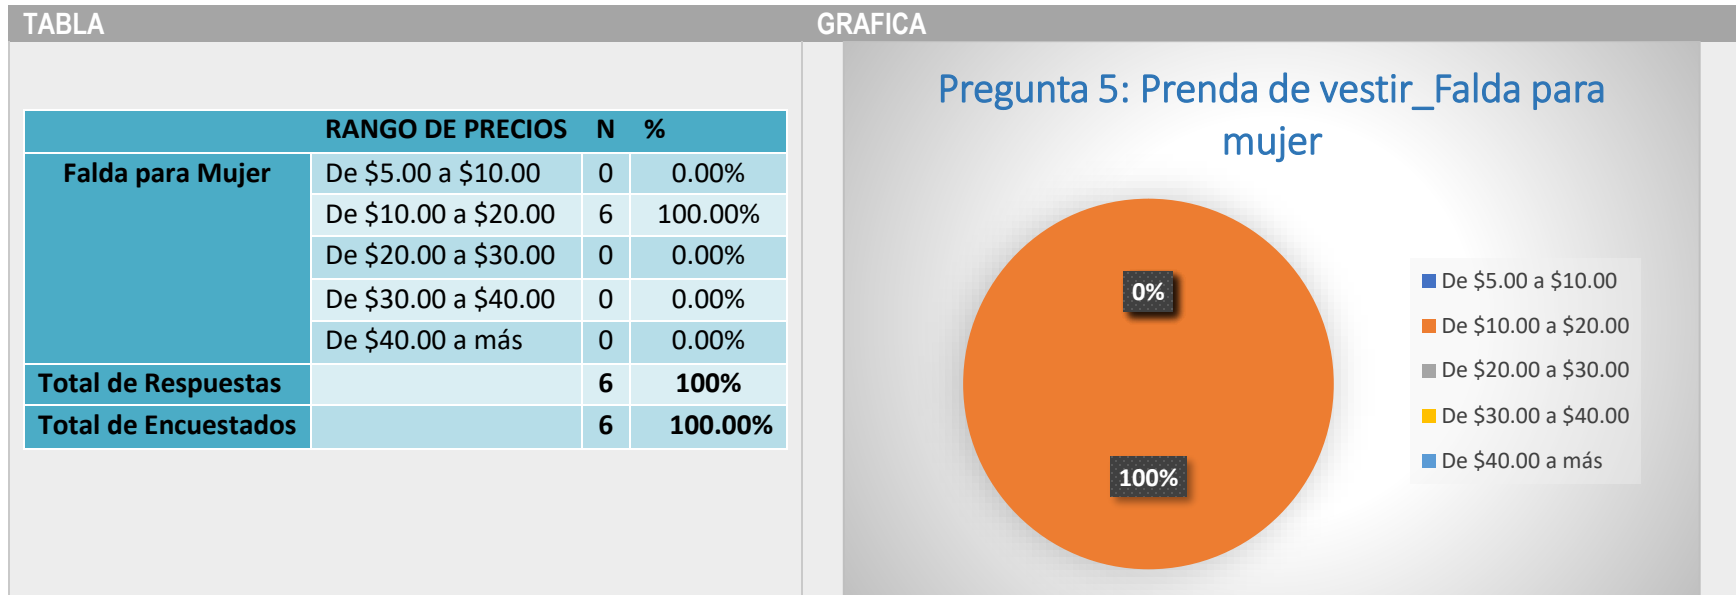 TABLA
GRAFICA
RANGO DE PRECIOS N %
Falda para Mujer De $5.00 a $10.00 0 0.00%
De $10.00 a $20.00 6 100.00%
De $20.00 a $30.00 0 0.00%
De $30.00 a $40.00 0 0.00%
De $40.00 a más 0 0.00%
Total de Respuestas 6 100%
Total de Encuestados 6 100.00%
Pregunta 5: Prenda de vestir_Falda para
mujer
0%
100%
De $5.00 a $10.00
De $10.00 a $20.00
De $20.00 a $30.00
De $30.00 a $40.00
De $40.00 a más